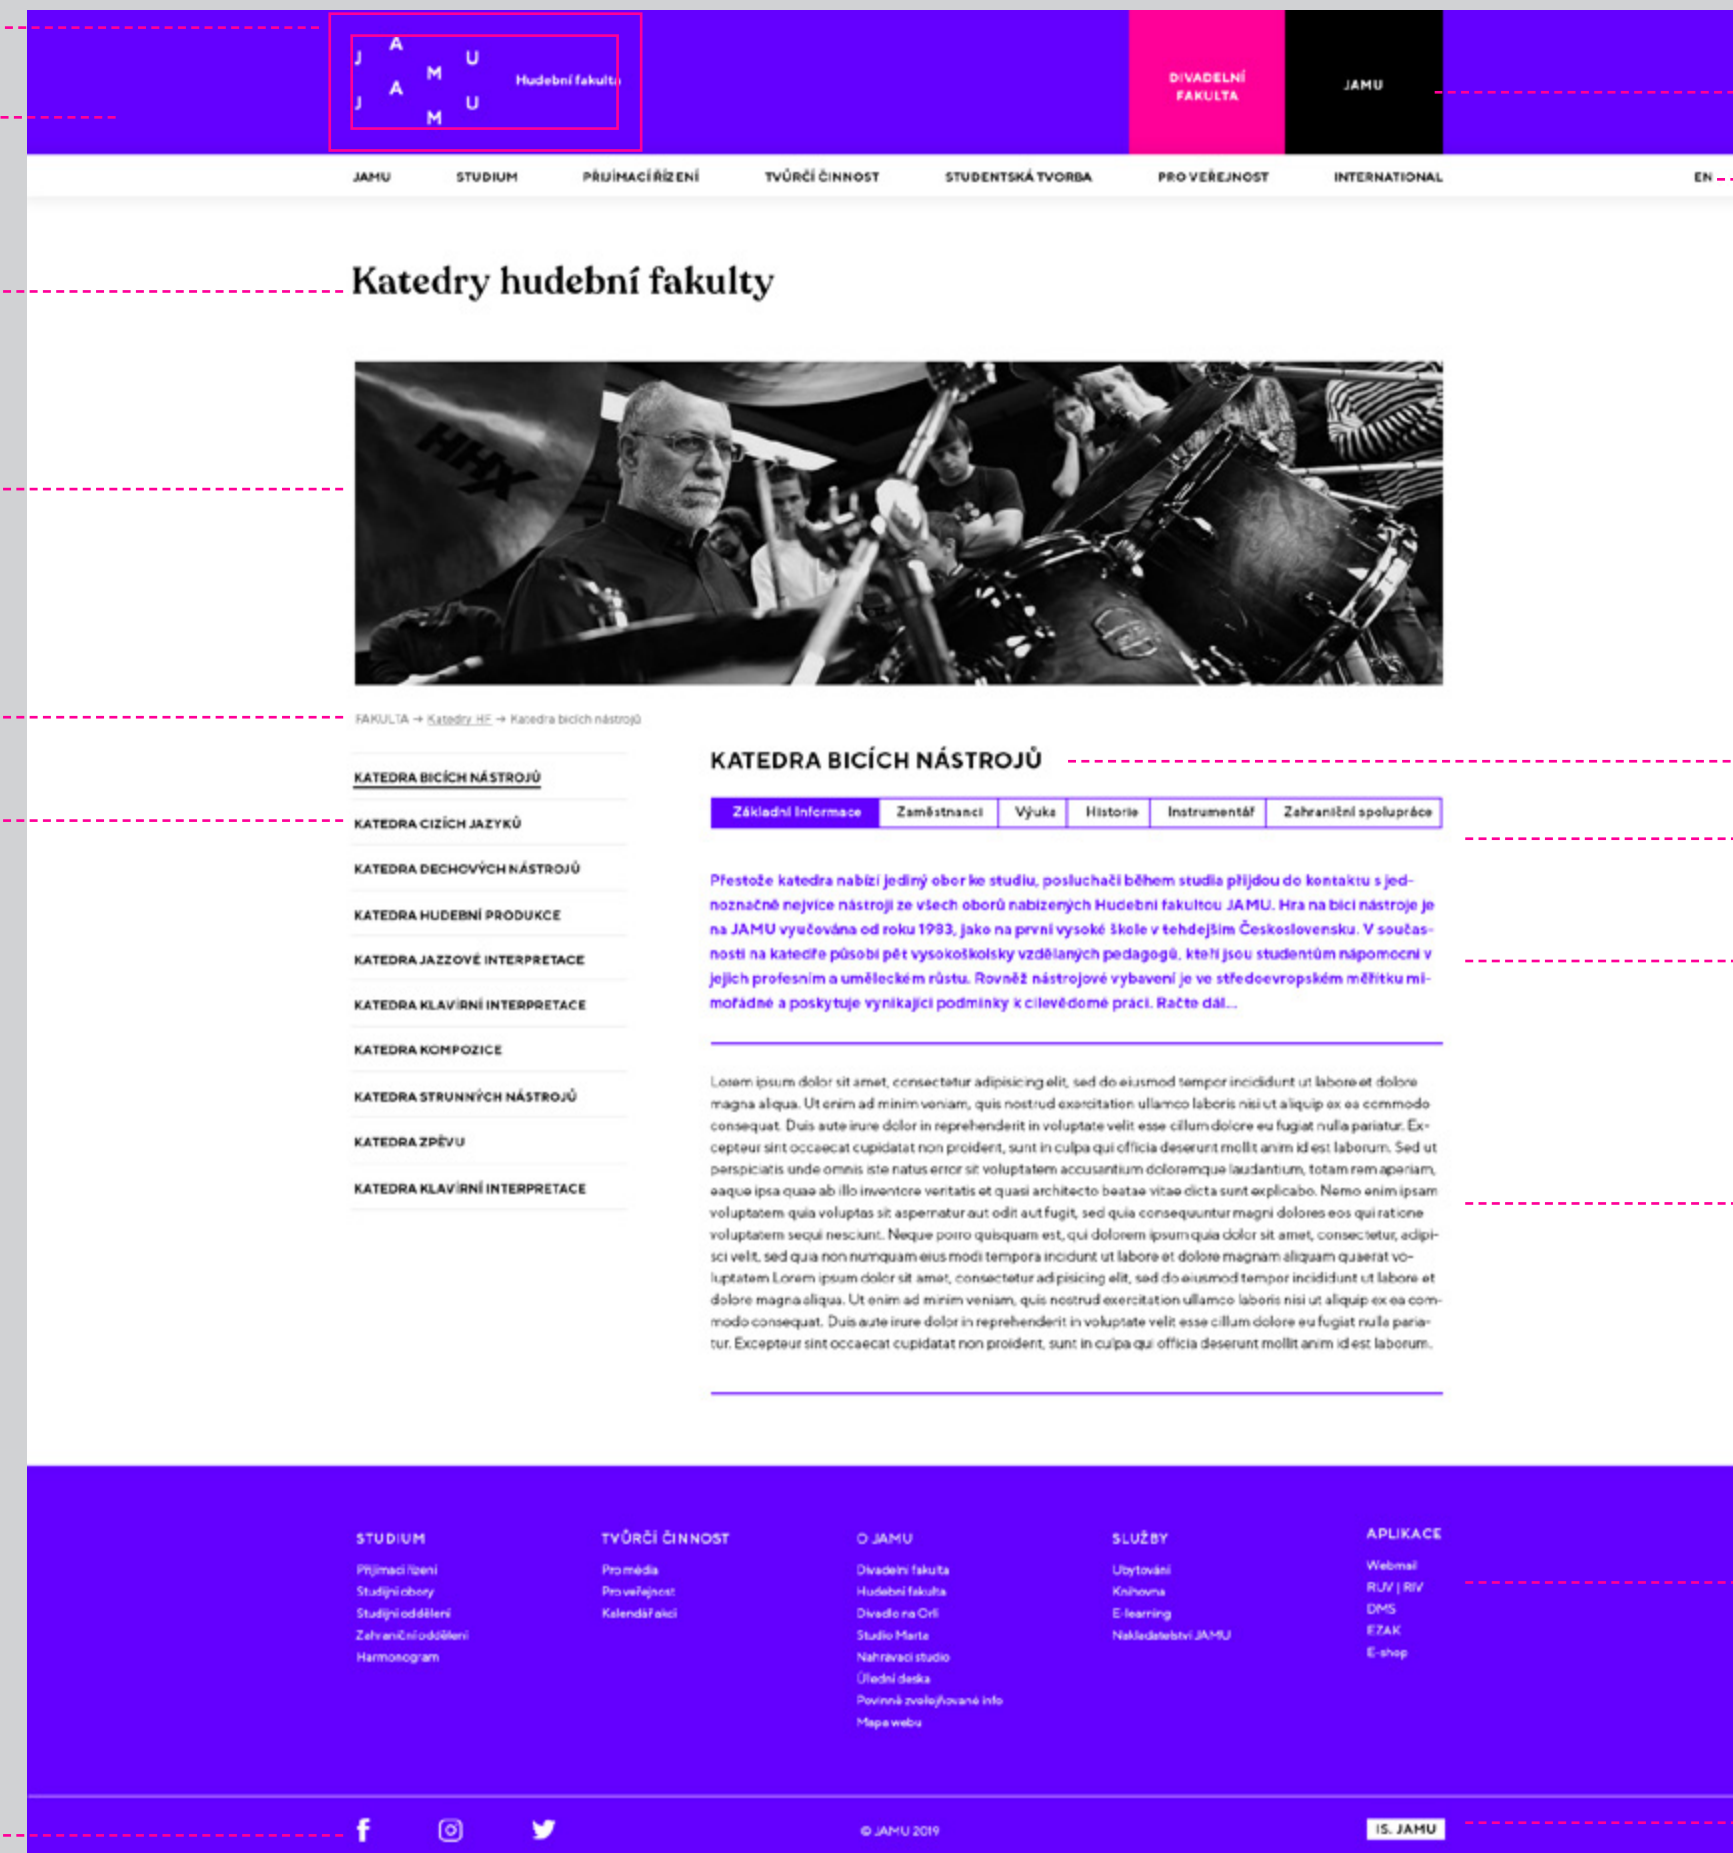 J A M U
J A M U
Hudební fakulta
DIVADELNÍ
FAKULTA
JAMU
JAMU STUDIUM PŘIJÍMACÍ ŘÍZENÍ TVŮRČÍ ČINNOST STUDENTSKÁ TVORBA PRO VEŘEJNOST INTERNATIONAL EN
Katedry hudební fakulty
HHX
FAKULTA → Katedry HF → Katedra bicích nástrojů
KATEDRA BICÍCH NÁSTROJŮ
KATEDRA CIZÍCH JAZYKŮ
KATEDRA DECHOVÝCH NÁSTROJŮ
KATEDRA HUDEBNÍ PRODUKCE
KATEDRA JAZZOVÉ INTERPRETACE
KATEDRA KLAVÍRNÍ INTERPRETACE
KATEDRA KOMPOZICE
KATEDRA STRUNNÝCH NÁSTROJŮ
KATEDRA ZPĚVU
KATEDRA KLAVÍRNÍ INTERPRETACE
KATEDRA BICÍCH NÁSTROJŮ
Základní informace Zaměstnanci Výuka Historie Instrumentář Zahraniční spolupráce
Přestože katedra nabízí jediný obor ke studiu, posluchači během studia přijdou do kontaktu s jed-
noznačně nejvíce nástroji ze všech oborů nabízených Hudební fakultou JAMU. Hra na bicí nástroje je
na JAMU vyučována od roku 1983, jako na první vysoké škole v tehdejším Československu. V součas-
nosti na katedře působí pět vysokoškolsky vzdělaných pedagogů, kteří jsou studentům nápomocni v
jejich profesním a uměleckém růstu. Rovněž nástrojové vybavení je ve středoevropském měřítku mi-
mořádné a poskytuje vynikající podmínky k cílevědomé práci. Račte dál...
Lorem ipsum dolor sit amet, consectetur adipisicing elit, sed do eiusmod tempor incididunt ut labore et dolore
magna aliqua. Ut enim ad minim veniam, quis nostrud exercitation ullamco laboris nisi ut aliquip ex ea commodo
consequat. Duis aute irure dolor in reprehenderit in voluptate velit esse cillum dolore eu fugiat nulla pariatur. Ex-
cepteur sint occaecat cupidatat non proident, sunt in culpa qui officia deserunt mollit anim id est laborum. Sed ut
perspiciatis unde omnis iste natus error sit voluptatem accusantium doloremque laudantium, totam rem aperiam,
eaque ipsa quae ab illo inventore veritatis et quasi architecto beatae vitae dicta sunt explicabo. Nemo enim ipsam
voluptatem quia voluptas sit aspernatur aut odit aut fugit, sed quia consequuntur magni dolores eos qui ratione
voluptatem sequi nesciunt. Neque porro quisquam est, qui dolorem ipsum quia dolor sit amet, consectetur, adipi-
sci velit, sed quia non numquam eius modi tempora incidunt ut labore et dolore magnam aliquam quaerat vo-
luptatem Lorem ipsum dolor sit amet, consectetur adipisicing elit, sed do eiusmod tempor incididunt ut labore et
dolore magna aliqua. Ut enim ad minim veniam, quis nostrud exercitation ullamco laboris nisi ut aliquip ex ea com-
modo consequat. Duis aute irure dolor in reprehenderit in voluptate velit esse cillum dolore eu fugiat nulla paria-
tur. Excepteur sint occaecat cupidatat non proident, sunt in culpa qui officia deserunt mollit anim id est laborum.
STUDIUM
Přijímací řízení
Studijní obory
Studijní oddělení
Zahraniční oddělení
Harmonogram
TVŮRČÍ ČINNOST
Pro média
Pro veřejnost
Kalendář akcí
O JAMU
Divadelní fakulta
Hudební fakulta
Divadlo na Orlí
Studio Marta
Nahrávací studio
Úřední deska
Povinně zveřejňované info
Mapa webu
SLUŽBY
Ubytování
Knihovna
E-learning
Nakladatelství JAMU
APLIKACE
Webmail
RUV | RIV
DMS
EZAK
E-shop
© JAMU 2019
IS. JAMU